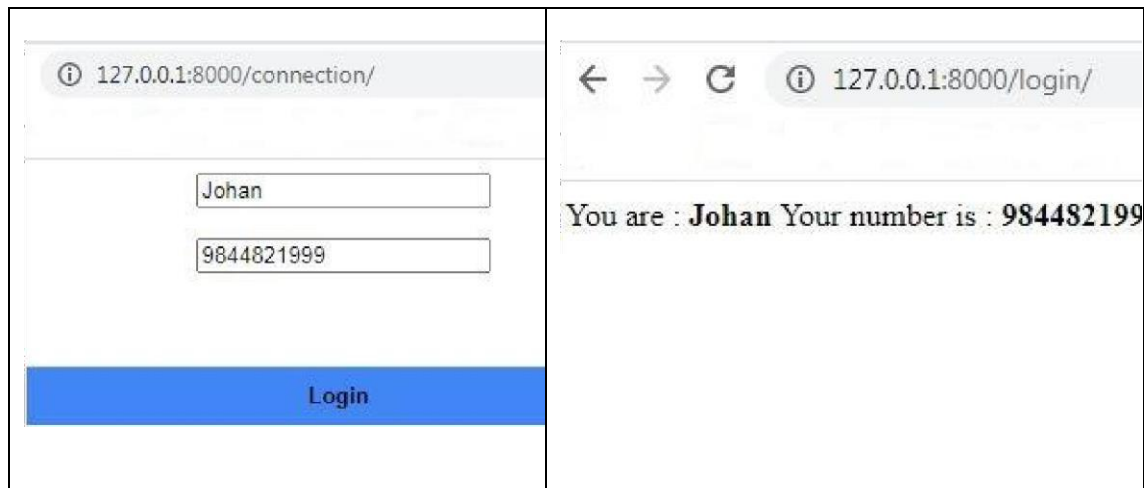 127.0.0.1:8000/connection/
Johan
9844821999
Login
127.0.0.1:8000/login/
You are : Johan Your number is : 984482199